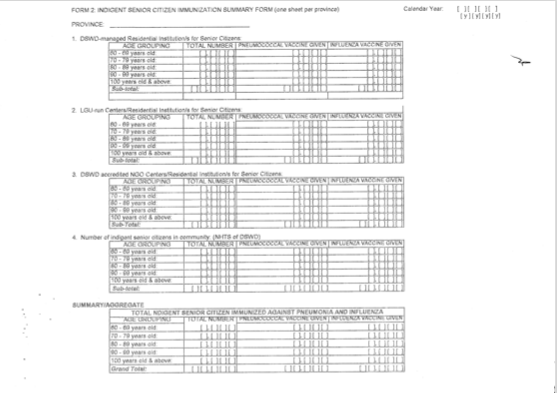 FORM 2: INDIGENT SENIOR CITIZEN IMMUNIZATION SUMMARY FORM (one sheet per province) Calendar Year: [ ][ ][ ][ ]
[Y][Y][Y][Y]
PROVINCE:
1. DSWD-managed Residential Institution/s for Senior Citizens
AGE GROUPING TOTAL NUMBER PNEUMOCOCCAL VACCINE GIVEN INFLUENZA VACCINE GIVEN
60 - 69 years old
70 - 79 years old
80 - 89 years old
90 - 99 years old
100 years old & above
Sub-total:
2. LGU-run Centers/Residential Institution/s for Senior Citizens
AGE GROUPING TOTAL NUMBER PNEUMOCOCCAL VACCINE GIVEN INFLUENZA VACCINE GIVEN
60 - 69 years old
70 - 79 years old
80 - 89 years old
90 - 99 years old
100 years old & above
Sub-total:
3. DSWD accredited NGO Centers/Residential Institution/s for Senior Citizens
AGE GROUPING TOTAL NUMBER PNEUMOCOCCAL VACCINE GIVEN INFLUENZA VACCINE GIVEN
60 - 69 years old
70 - 79 years old
80 - 89 years old
90 - 99 years old
100 years old & above
Sub-Total:
4. Number of indigent senior citizens in community (NHTS of DSWD)
AGE GROUPING TOTAL NUMBER PNEUMOCOCCAL VACCINE GIVEN INFLUENZA VACCINE GIVEN
60 - 69 years old
70 - 79 years old
80 - 89 years old
90 - 99 years old
100 years old & above
Sub-total:
SUMMARY/AGGREGATE
TOTAL INDIGENT SENIOR CITIZEN IMMUNIZED AGAINST PNEUMONIA AND INFLUENZA
AGE GROUPING TOTAL NUMBER PNEUMOCOCCAL VACCINE GIVEN INFLUENZA VACCINE GIVEN
60 - 69 years old
70 - 79 years old
80 - 89 years old
90 - 99 years old
100 years old & above
Grand Total: